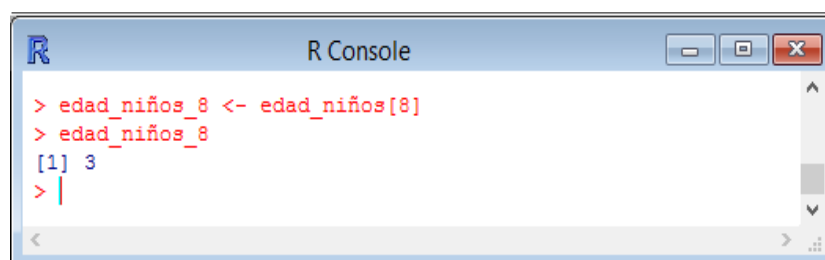 R Console
> edad_niños_8 <- edad_niños[8]
> edad_niños_8
[1] 3
>